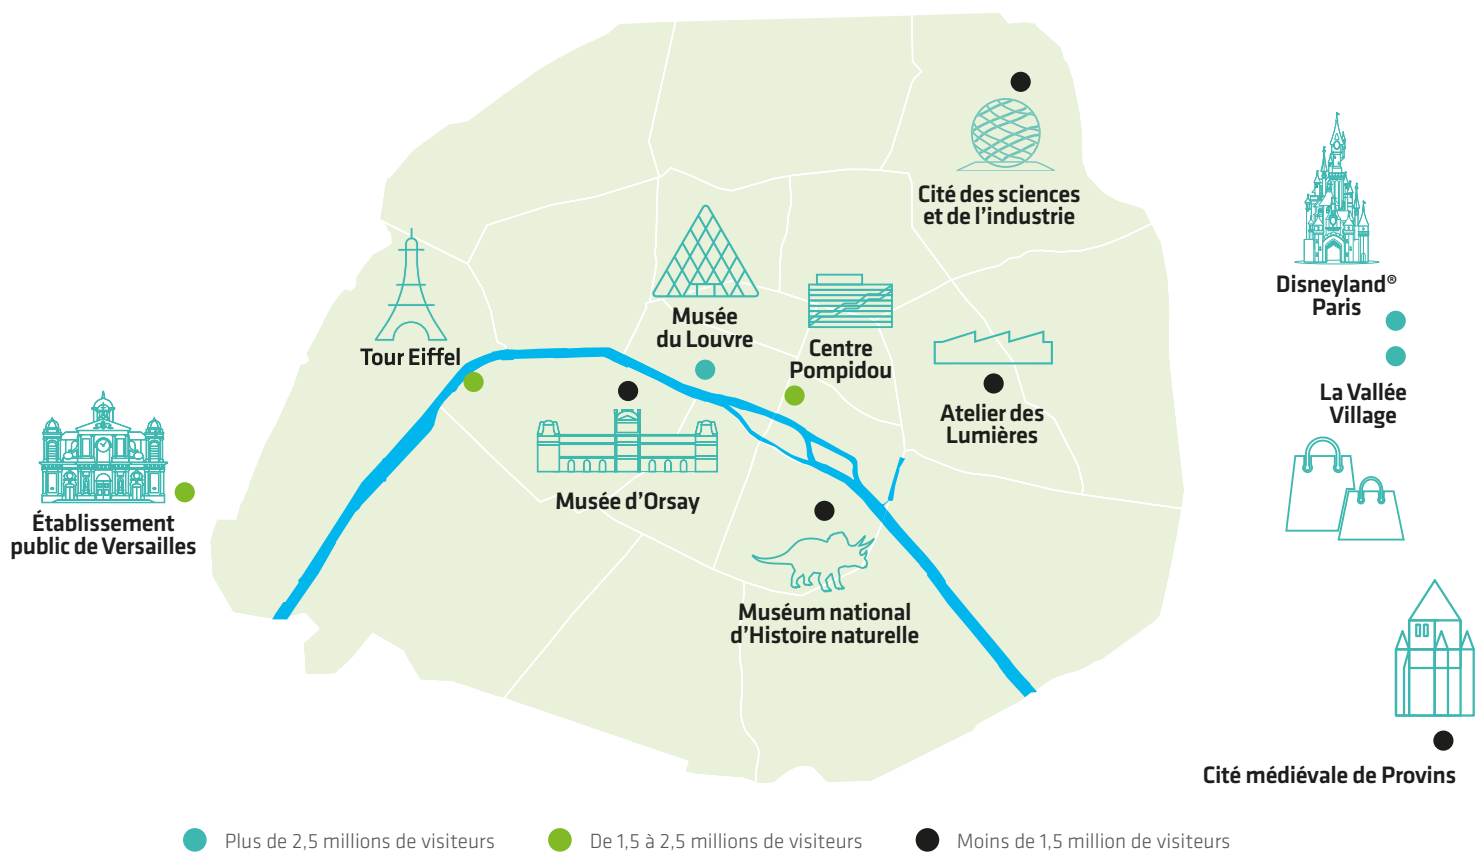 Cité des sciences
et de l'industrie
Disneyland®
Paris
Musée
du Louvre
Centre
Pompidou
Tour Eiffel
La Vallée
Village
Atelier des
Lumières
Musée d'Orsay
Établissement
public de Versailles
Muséum national
d'Histoire naturelle
Cité médiévale de Provins
Plus de 2,5 millions de visiteurs
De 1,5 à 2,5 millions de visiteurs
Moins de 1,5 million de visiteurs